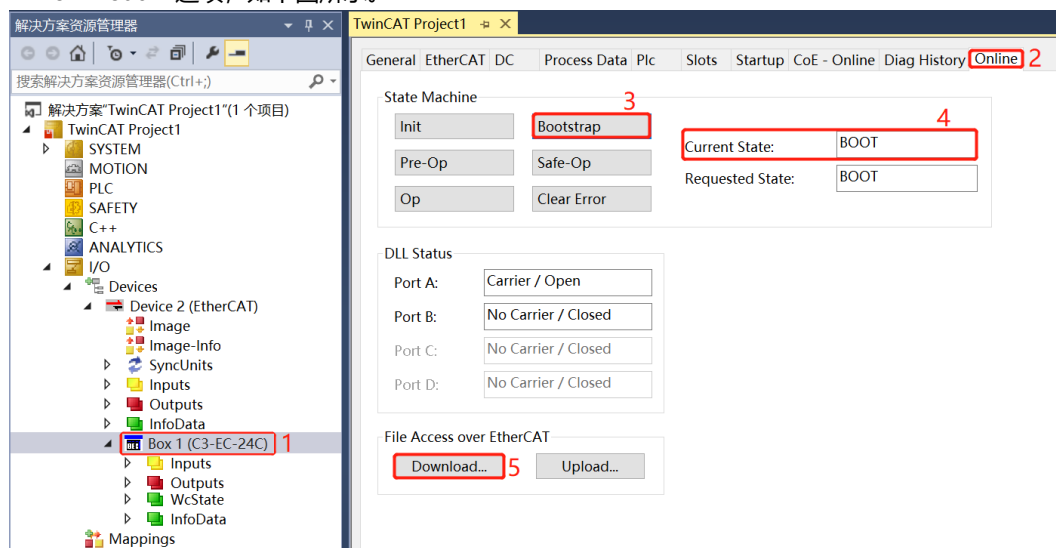 解决方案资源管理器
搜索解决方案资源管理器(Ctrl+;)
解决方案"TwinCAT Project1"(1 个项目)
TwinCAT Project1
SYSTEM
MOTION
PLC
SAFETY
C++
ANALYTICS
I/O
Devices
Device 2 (EtherCAT)
Image
Image-Info
SyncUnits
Inputs
Outputs
InfoData
Box 1 (C3-EC-24C) 1
Inputs
Outputs
WcState
InfoData
Mappings
TwinCAT Project1
General EtherCAT DC Process Data Plc Slots Startup CoE - Online Diag History Online 2
State Machine
3
Init Bootstrap
4
Current State: BOOT
Pre-Op Safe-Op
Requested State: BOOT
Op Clear Error
DLL Status
Port A: Carrier / Open
Port B: No Carrier / Closed
Port C: No Carrier / Closed
Port D: No Carrier / Closed
File Access over EtherCAT
Download... 5 Upload...